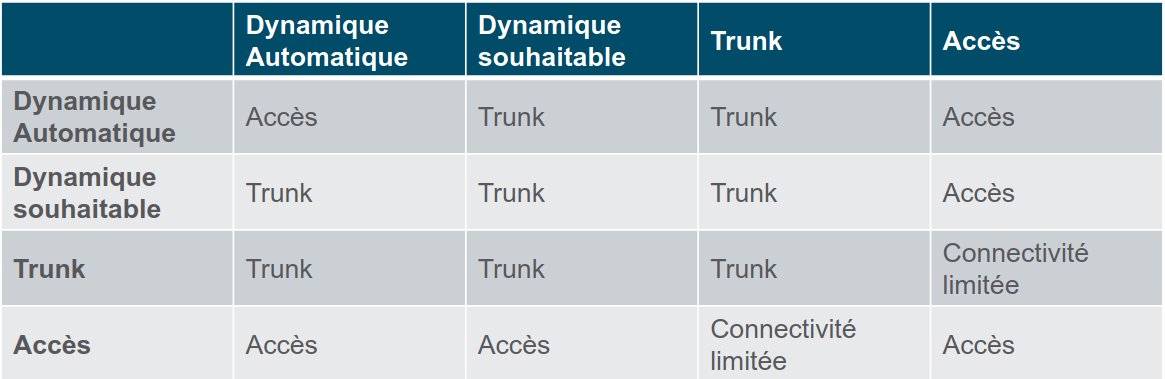 Dynamique
Automatique
Dynamique
souhaitable
Trunk
Accès
Dynamique
Automatique
Accès
Trunk
Trunk
Accès
Dynamique
souhaitable
Trunk
Trunk
Trunk
Accès
Trunk
Trunk
Trunk
Trunk
Connectivité
limitée
Accès
Accès
Accès
Connectivité
limitée
Accès